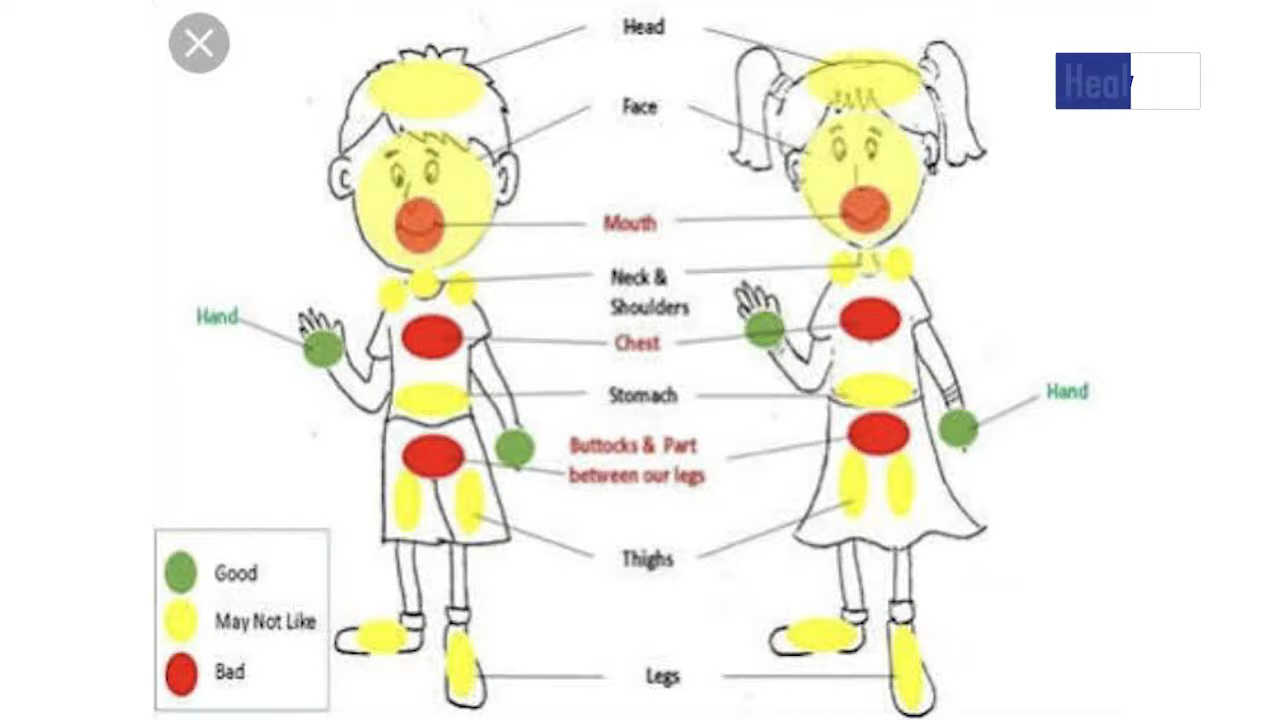 Head
Face
Mouth
Neck &
Shoulders
Hand
Chest
Stomach
Hand
Buttocks & Part
between our legs
Thighs
Legs
Good
May Not Like
Bad